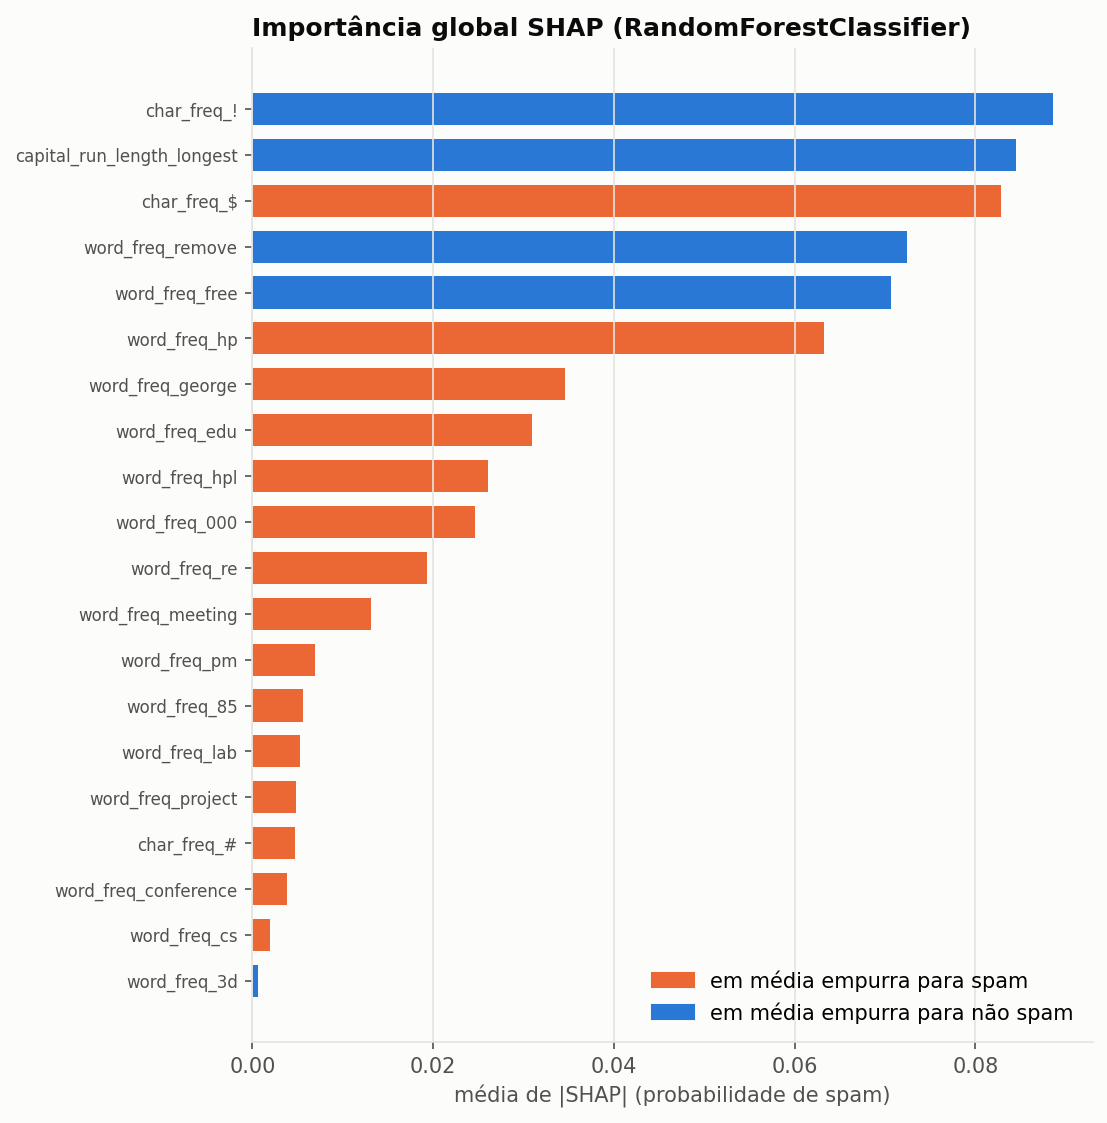 Importância global SHAP (RandomForestClassifier)
char_freq_!
capital_run_length_longest
char_freq_$
word_freq_remove
word_freq_free
word_freq_hp
word_freq_george
word_freq_edu
word_freq_hpl
word_freq_000
word_freq_re
word_freq_meeting
word_freq_pm
word_freq_85
word_freq_lab
word_freq_project
char_freq_#
word_freq_conference
word_freq_cs
word_freq_3d
em média empurra para spam
em média empurra para não spam
0.00 0.02 0.04 0.06 0.08
média de |SHAP| (probabilidade de spam)